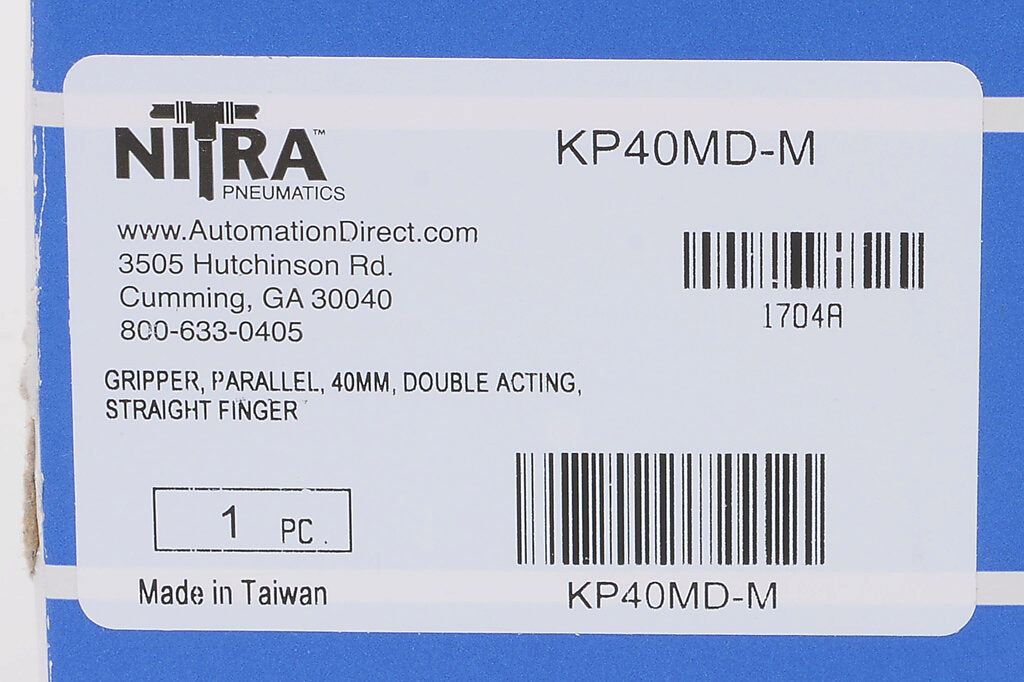 NITRA™
PNEUMATICS
KP40MD-M
www.AutomationDirect.com
3505 Hutchinson Rd.
Cumming, GA 30040
800-633-0405
1704A
GRIPPER, PARALLEL, 40MM, DOUBLE ACTING,
STRAIGHT FINGER
1 PC.
Made in Taiwan
KP40MD-M